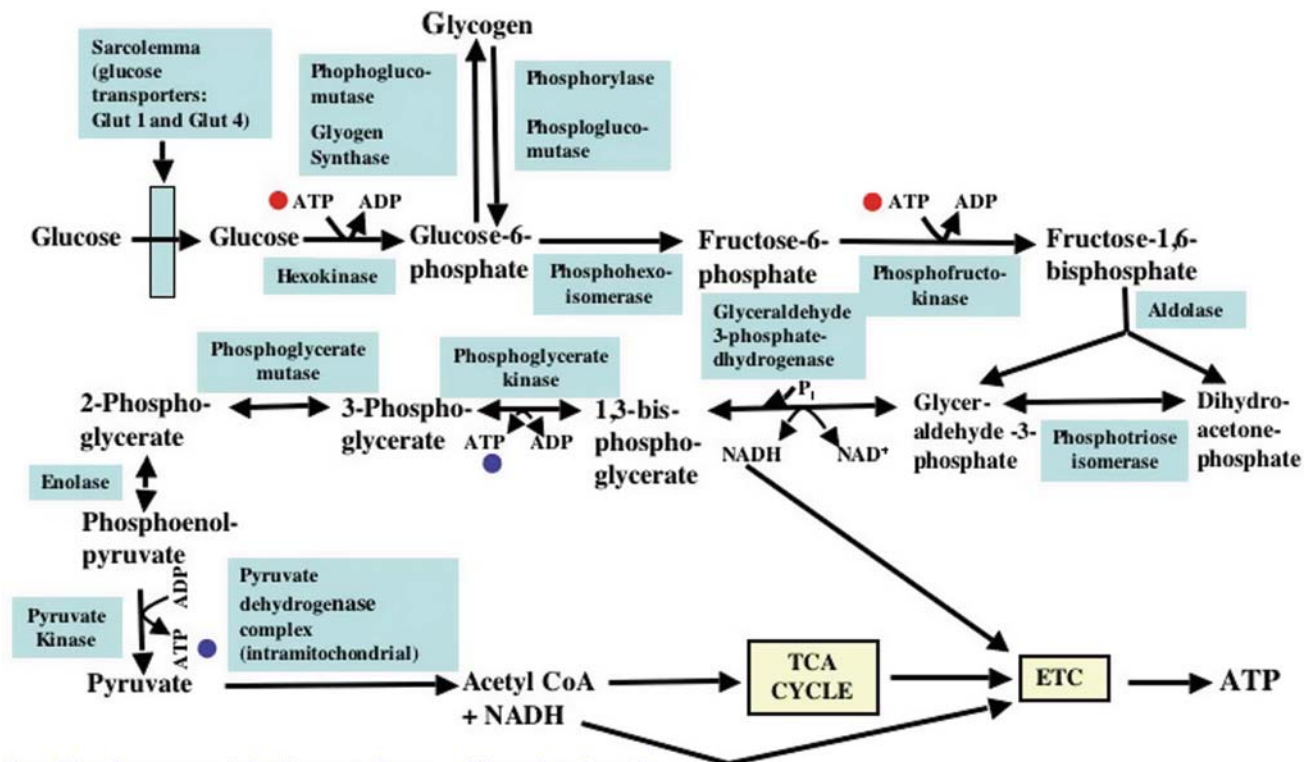 Glycogen
Sarcolemma
(glucose
transporters:
Glut 1 and Glut 4)
Phophogluco-
mutase
Glyogen
Synthase
Phosphorylase
Phosplogluco-
mutase
ATP
ADP
ATP
ADP
Glucose
Glucose
Glucose-6-
phosphate
Fructose-6-
phosphate
Fructose-1,6-
bisphosphate
Hexokinase
Phosphohexo-
isomerase
Phosphofructo-
kinase
Aldolase
Glyceraldehyde
3-phosphate-
dhydrogenase
Phosphoglycerate
mutase
Phosphoglycerate
kinase
2-Phospho-
glycerate
3-Phospho-
glycerate
ATP
ADP
1,3-bis-
phospho-
glycerate
Pi
NADH
NAD+
Glycer-
aldehyde -3-
phosphate
Dihydro-
acetone-
phosphate
Phosphotriose
isomerase
Enolase
Phosphoenol-
pyruvate
ADP
ATP
Pyruvate
Kinase
Pyruvate
dehydrogenase
complex
(intramitochondrial)
Pyruvate
Acetyl CoA
+ NADH
TCA
CYCLE
ETC
ATP